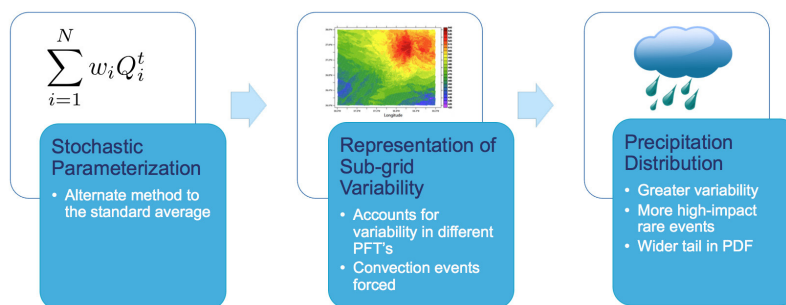 N
∑ w_i Q_i^t
i=1
Stochastic
Parameterization
• Alternate method to
the standard average
Longitude
Representation of
Sub-grid
Variability
• Accounts for
variability in different
PFT's
• Convection events
forced
Precipitation
Distribution
• Greater variability
• More high-impact
rare events
• Wider tail in PDF